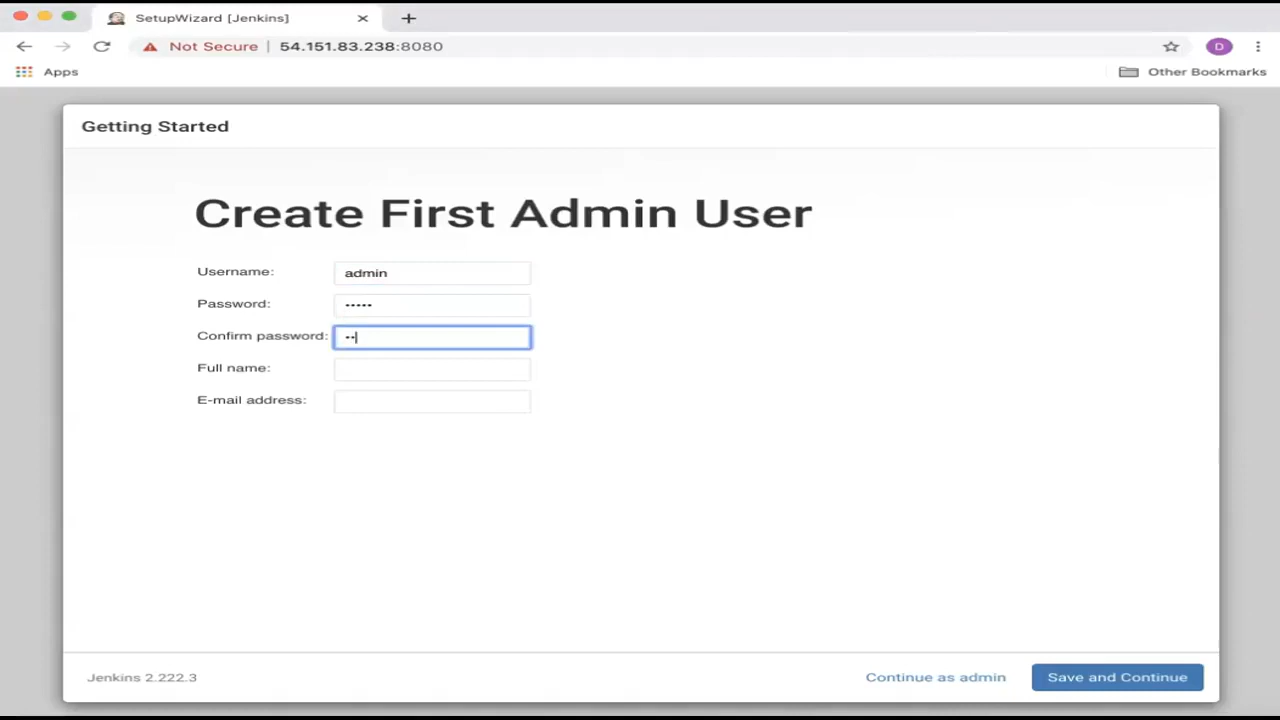 SetupWizard [Jenkins]
Not Secure | 54.151.83.238:8080
D
Apps
Other Bookmarks
Getting Started
Create First Admin User
Username: admin
Password: •••••
Confirm password: ••
Full name:
E-mail address:
Jenkins 2.222.3
Continue as admin
Save and Continue